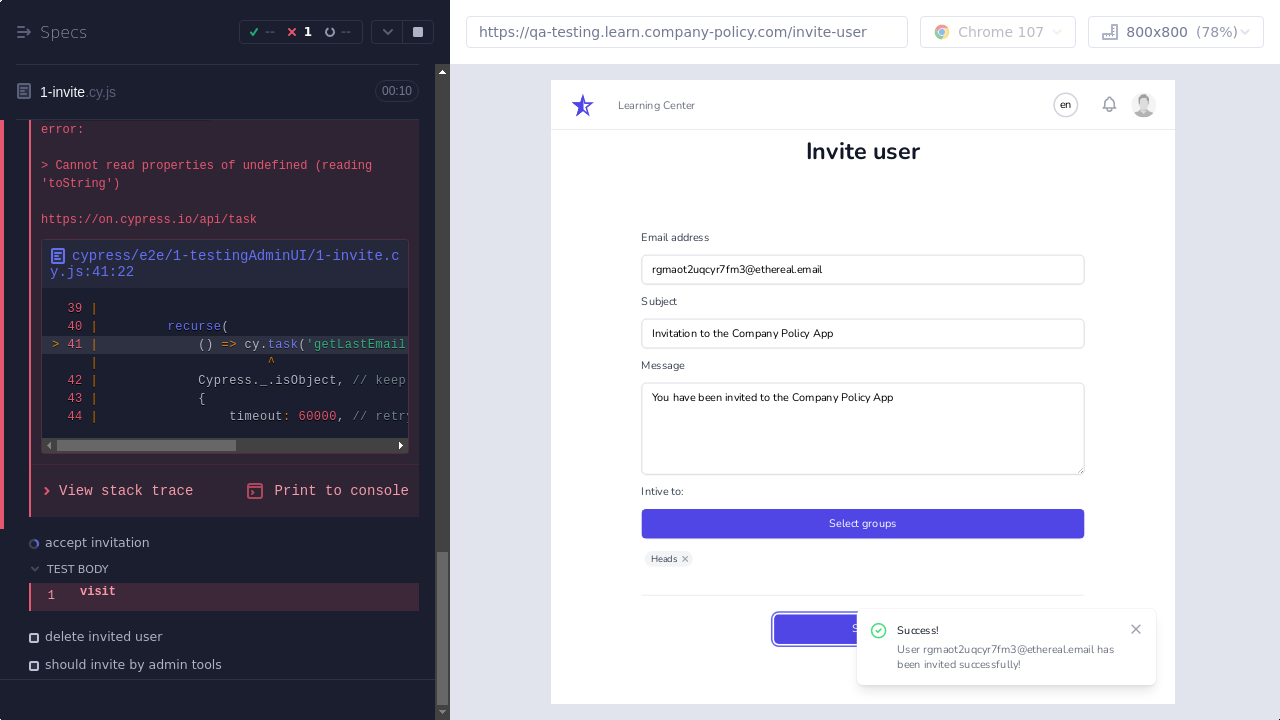 Specs
--
1
--
1-invite.cy.js
00:10
error:
> Cannot read properties of undefined (reading
'toString')
https://on.cypress.io/api/task
cypress/e2e/1-testingAdminUI/1-invite.c
y.js:41:22
39 |
40 | recurse(
> 41 | () => cy.task('getLastEmail
| ^
42 | Cypress._.isObject, // keep
43 | {
44 | timeout: 60000, // retry
View stack trace
Print to console
accept invitation
TEST BODY
1 visit
delete invited user
should invite by admin tools
https://qa-testing.learn.company-policy.com/invite-user
Chrome 107
800x800 (78%)
Learning Center
en
Invite user
Email address
rgmaot2uqcyr7fm3@ethereal.email
Subject
Invitation to the Company Policy App
Message
You have been invited to the Company Policy App
Intive to:
Select groups
Heads
Success!
User rgmaot2uqcyr7fm3@ethereal.email has
been invited successfully!